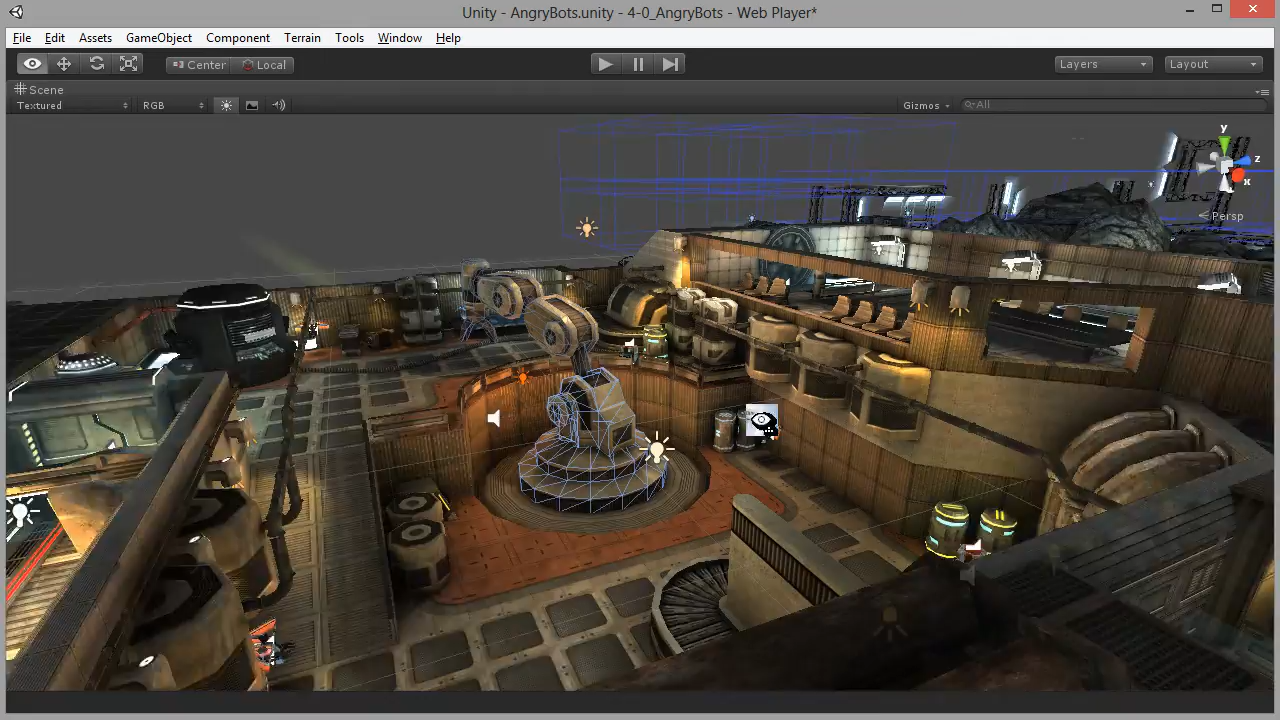 Unity - AngryBots.unity - 4-0_AngryBots - Web Player*
File Edit Assets GameObject Component Terrain Tools Window Help
Center Local Layers Layout
Scene
Textured RGB Gizmos All
y
z
x
Persp